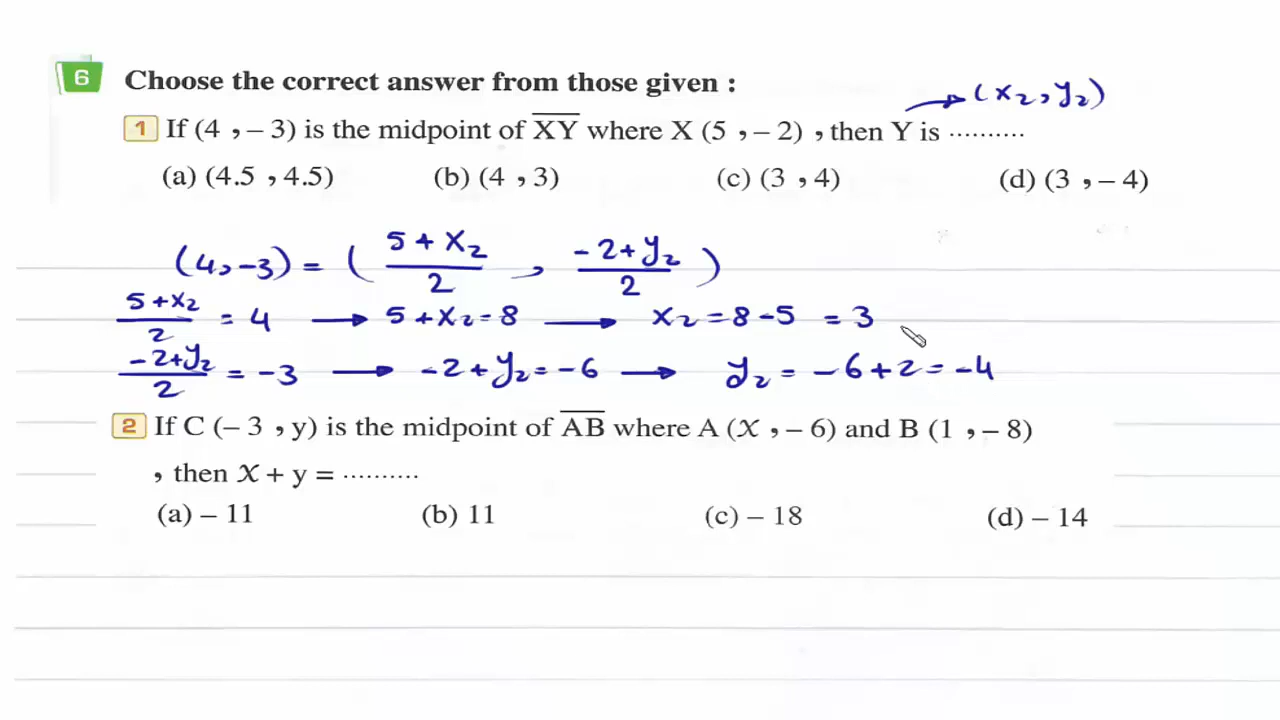 6 Choose the correct answer from those given :
→ (x₂, y₂)
1 If (4 , – 3) is the midpoint of X̅Y̅ where X (5 , – 2) , then Y is ..........
(a) (4.5 , 4.5) (b) (4 , 3) (c) (3 , 4) (d) (3 , – 4)
(4, -3) = ( (5 + x₂)/2 , (-2 + y₂)/2 )
(5 + x₂)/2 = 4 → 5 + x₂ = 8 → x₂ = 8 - 5 = 3
(-2 + y₂)/2 = -3 → -2 + y₂ = -6 → y₂ = -6 + 2 = -4
2 If C (– 3 , y) is the midpoint of A̅B̅ where A (X , – 6) and B (1 , – 8)
, then X + y = ..........
(a) – 11 (b) 11 (c) – 18 (d) – 14